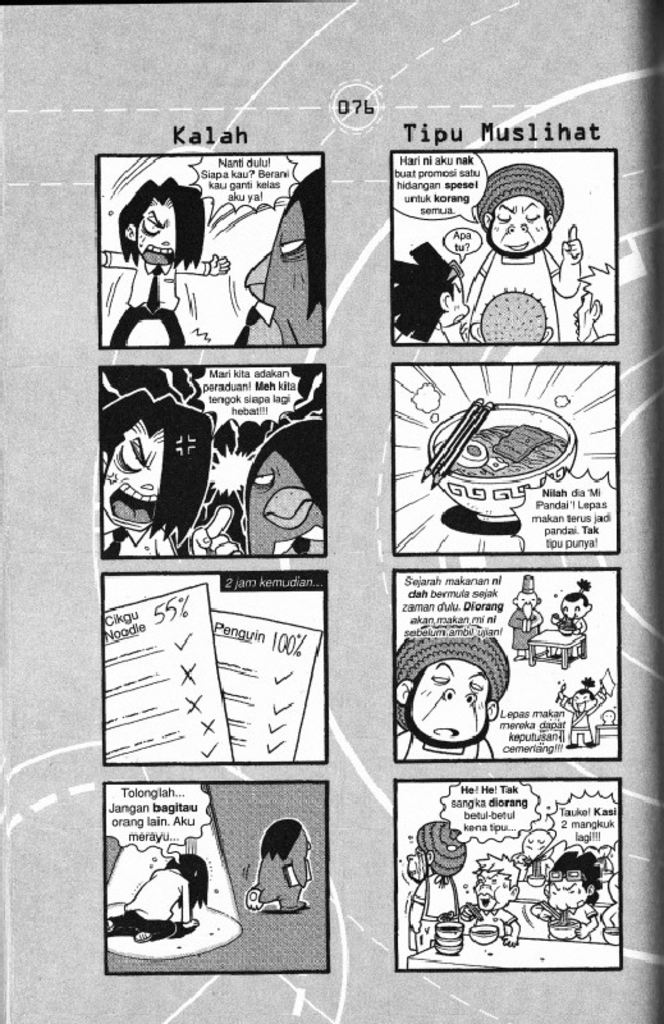 076
Kalah
Nanti dulu!
Siapa kau? Berani
kau ganti kelas
aku ya!
Mari kita adakan
peraduan! Meh kita
tengok siapa lagi
hebat!!!
2 jam kemudian...
Cikgu
Noodle
55%
Penguin 100%
Tolonglah...
Jangan bagitau
orang lain. Aku
merayu...
Tipu Muslihat
Hari ni aku nak
buat promosi satu
hidangan spesel
untuk korang
semua.
Apa
tu?
Nilah dia 'Mi
Pandai'! Lepas
makan terus jadi
pandai. Tak
tipu punya!
Sejarah makanan ni
dah bermula sejak
zaman dulu. Diorang
akan makan mi ni
sebelum ambil ujian!
Lepas makan
mereka dapat
keputusan
cemerlang!!!
He! He! Tak
sangka diorang
betul-betul
kena tipu...
Tauke! Kasi
2 mangkuk
lagi!!!